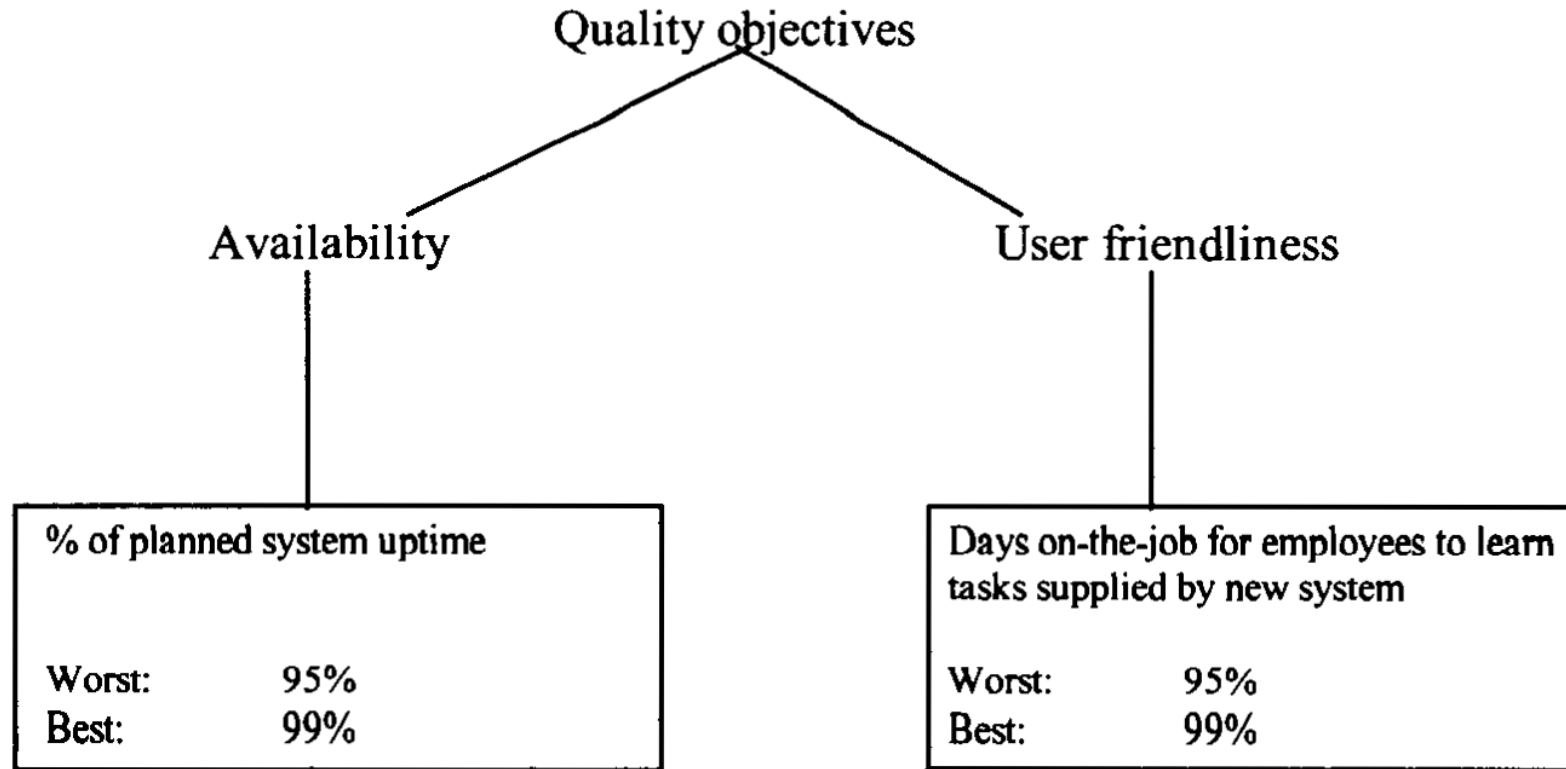 Quality objectives
Availability
User friendliness
% of planned system uptime
Worst: 95%
Best: 99%
Days on-the-job for employees to learn
tasks supplied by new system
Worst: 95%
Best: 99%